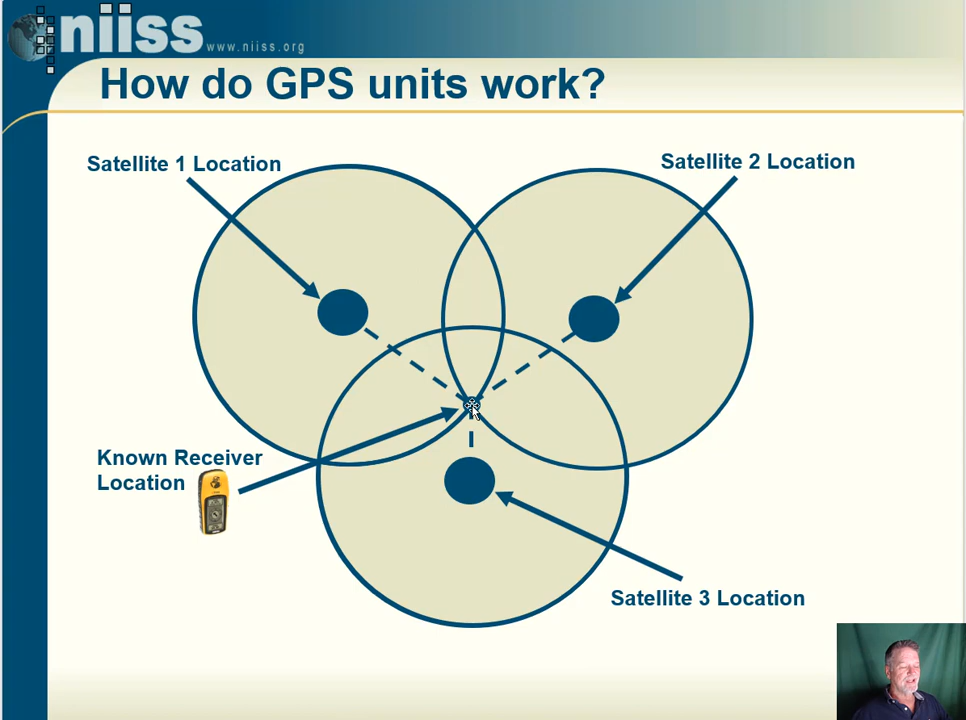 niiss
www.niiss.org
How do GPS units work?
Satellite 1 Location
Satellite 2 Location
Known Receiver
Location
Satellite 3 Location